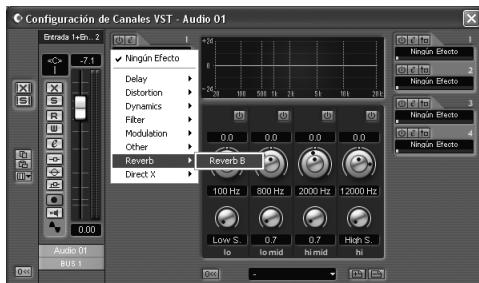 Configuración de Canales VST - Audio 01
Entrada 1+En.. 2
<C>
-7.1
X
S
X
S
R
W
e
0.00
Audio 01
BUS 1
1
✓ Ningún Efecto
Delay
Distortion
Dynamics
Filter
Modulation
Other
Reverb
Direct X
Reverb B
+24
0
-24
20 100 500 1k 2k 5k 10k 20k
0.0 0.0 0.0 0.0
100 Hz 800 Hz 2000 Hz 12000 Hz
Low S. 0.7 0.7 High S.
lo lo mid hi mid hi
-
1
Ningún Efecto
2
Ningún Efecto
3
Ningún Efecto
4
Ningún Efecto